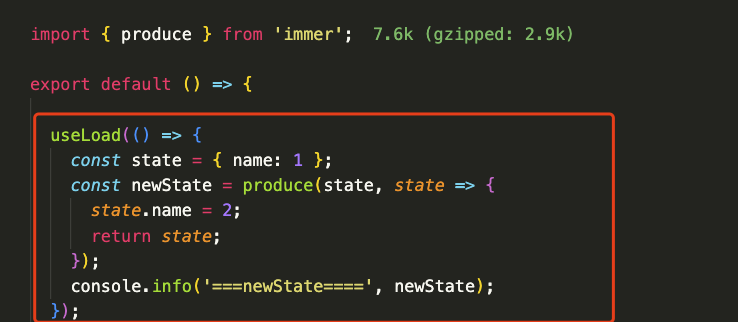 import { produce } from 'immer';  7.6k (gzipped: 2.9k)
export default () => {
useLoad(() => {
const state = { name: 1 };
const newState = produce(state, state => {
state.name = 2;
return state;
});
console.info('===newState====', newState);
});